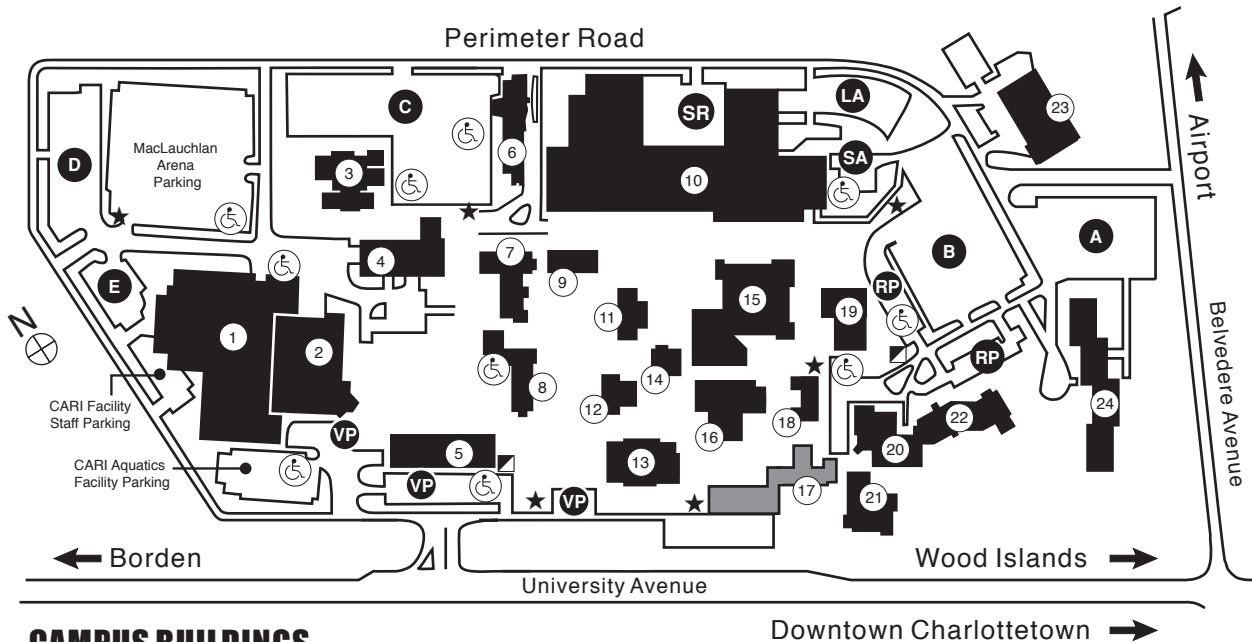 Perimeter Road
C
SR
LA
23
Airport
D
MacLauchlan
Arena
Parking
6
SA
3
10
A
B
4
7
9
E
RP
15
N
11
19
1
2
14
RP
8
CARI Facility
Staff Parking
12
18
24
22
16
VP
5
13
20
CARI Aquatics
Facility Parking
VP
VP
17
21
Belvedere Avenue
Borden
Wood Islands
University Avenue
CAMPUS BUILDINGS
Downtown Charlottetown